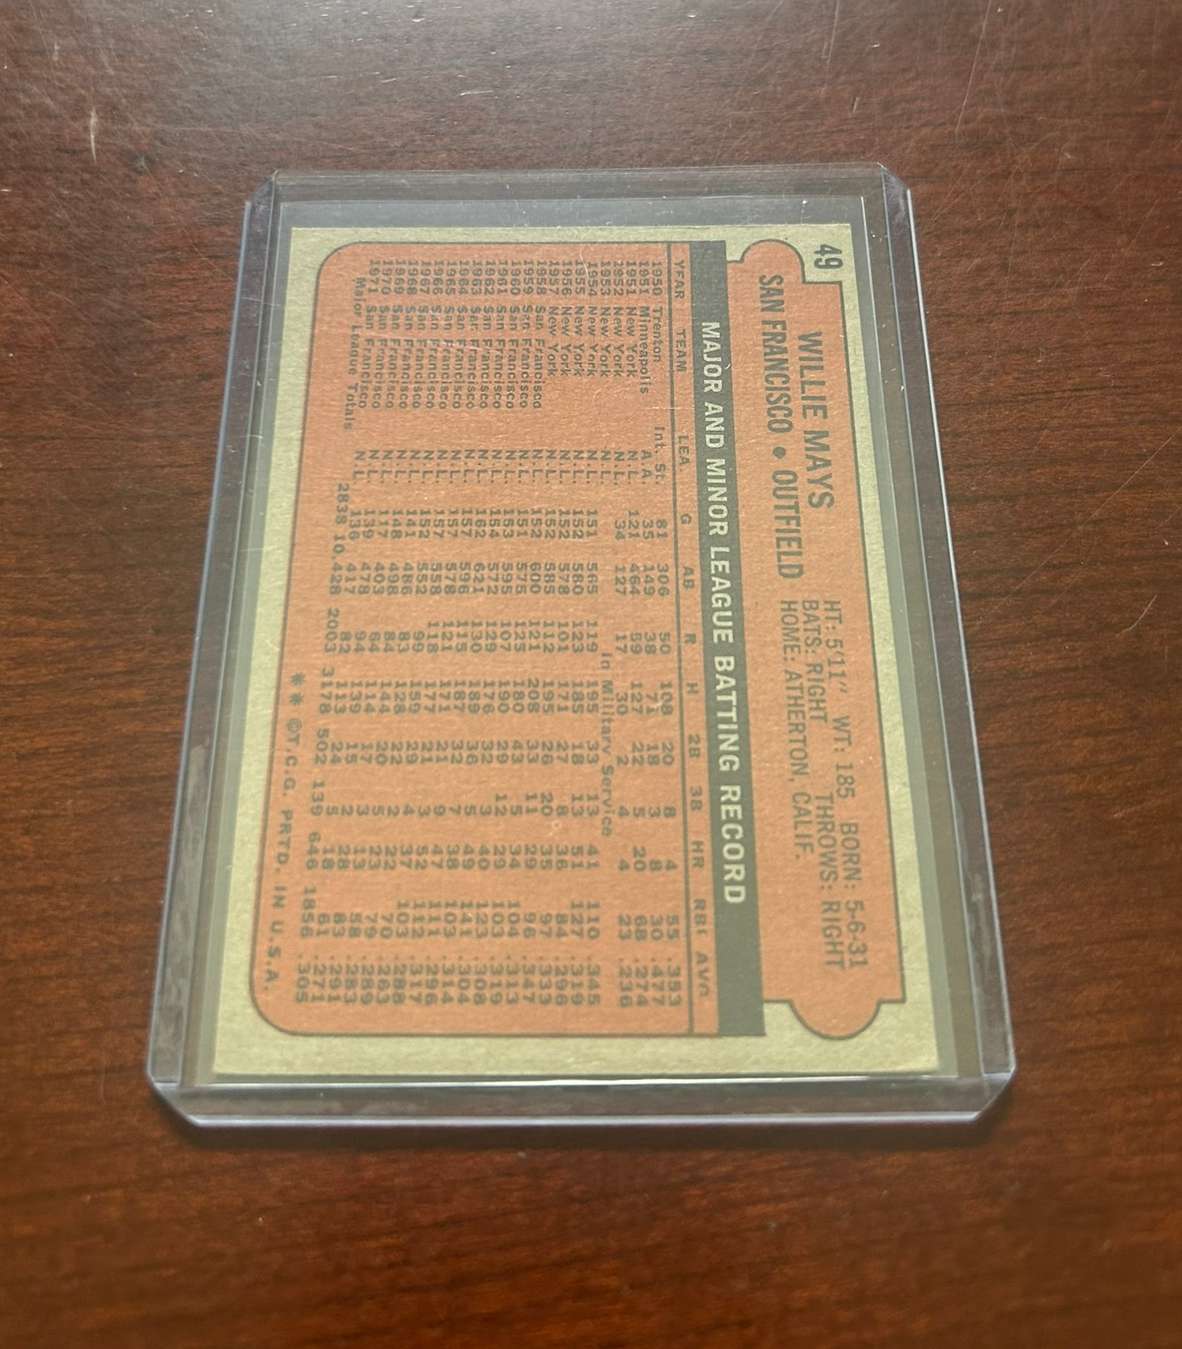 49
WILLIE MAYS
SAN FRANCISCO • OUTFIELD
HT: 5'11" WT: 185 BORN: 5-6-31
BATS: RIGHT THROWS: RIGHT
HOME: ATHERTON, CALIF.
MAJOR AND MINOR LEAGUE BATTING RECORD
YEAR TEAM LEA G AB R H 2B 3B HR RBI AVG.
1950 Trenton Int. St. 81 306 50 108 20 8 4 55 .353
1951 Minneapolis A.A. 35 149 38 71 18 3 8 30 .477
1951 New York N.L. 121 464 59 127 22 5 20 68 .274
1952 New York N.L. 34 127 17 30 2 4 4 23 .236
1953 New York N.L. In Military Service
1954 New York N.L. 151 565 119 195 33 13 41 110 .345
1955 New York N.L. 152 580 123 185 18 13 51 127 .319
1956 New York N.L. 152 578 101 171 27 8 36 84 .296
1957 New York N.L. 152 585 112 195 26 20 35 97 .333
1958 San Francisco N.L. 152 600 121 208 33 11 29 96 .347
1959 San Francisco N.L. 151 575 125 180 43 5 34 104 .313
1960 San Francisco N.L. 153 595 107 190 29 12 29 103 .319
1961 San Francisco N.L. 154 572 129 176 32 3 40 123 .308
1962 San Francisco N.L. 162 621 130 189 36 5 49 141 .304
1963 San Francisco N.L. 157 596 115 187 32 7 38 103 .314
1964 San Francisco N.L. 157 578 121 171 21 9 47 111 .296
1965 San Francisco N.L. 157 558 118 177 21 3 52 112 .317
1966 San Francisco N.L. 152 552 99 159 29 4 37 103 .288
1967 San Francisco N.L. 141 486 83 128 22 2 22 70 .263
1968 San Francisco N.L. 148 498 84 144 20 5 23 79 .289
1969 San Francisco N.L. 117 403 64 114 17 3 13 58 .283
1970 San Francisco N.L. 139 478 94 139 15 2 28 83 .291
1971 San Francisco N.L. 136 417 82 113 24 5 18 61 .271
Major League Totals 2838 10,428 2003 3178 502 139 646 1856 .305
** ©T.C.G. PRTD. IN U.S.A.